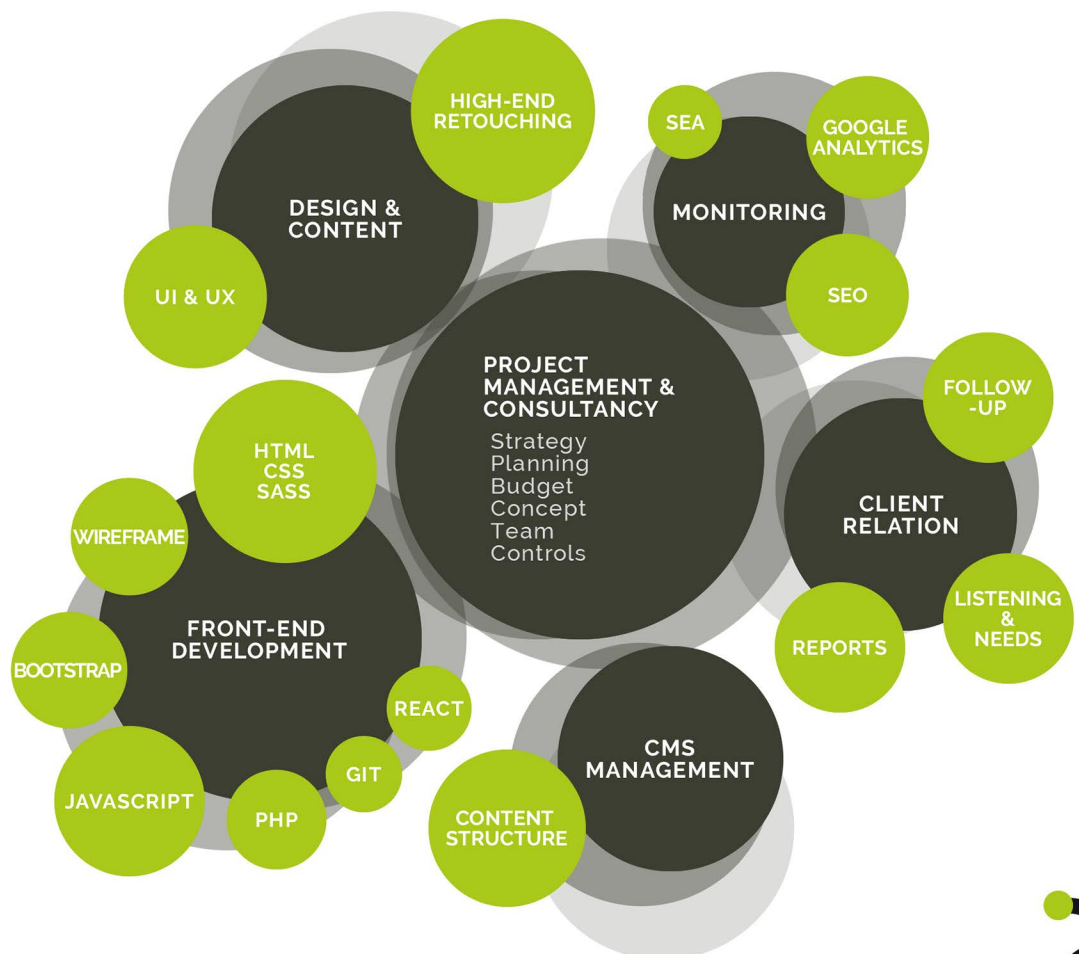 HIGH-END
RETOUCHING
DESIGN &
CONTENT
UI & UX
SEA
GOOGLE
ANALYTICS
MONITORING
SEO
PROJECT
MANAGEMENT &
CONSULTANCY
Strategy
Planning
Budget
Concept
Team
Controls
FOLLOW
-UP
CLIENT
RELATION
LISTENING
&
NEEDS
REPORTS
HTML
CSS
SASS
WIREFRAME
FRONT-END
DEVELOPMENT
BOOTSTRAP
REACT
GIT
JAVASCRIPT
PHP
CMS
MANAGEMENT
CONTENT
STRUCTURE